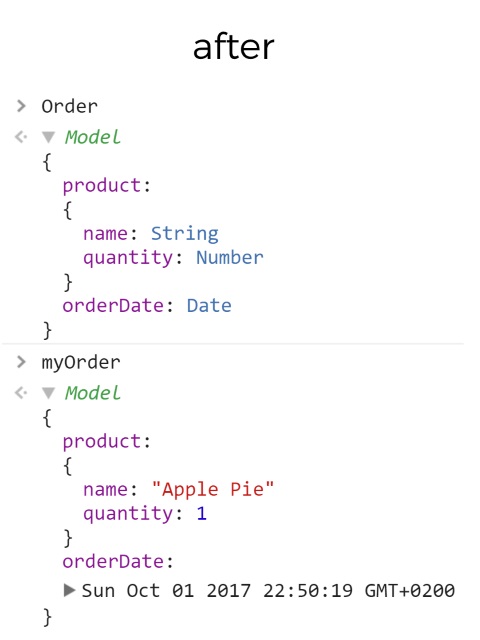 after
> Order
<· ▼ Model
{
product:
{
name: String
quantity: Number
}
orderDate: Date
}
> myOrder
<· ▼ Model
{
product:
{
name: "Apple Pie"
quantity: 1
}
orderDate:
▶ Sun Oct 01 2017 22:50:19 GMT+0200
}